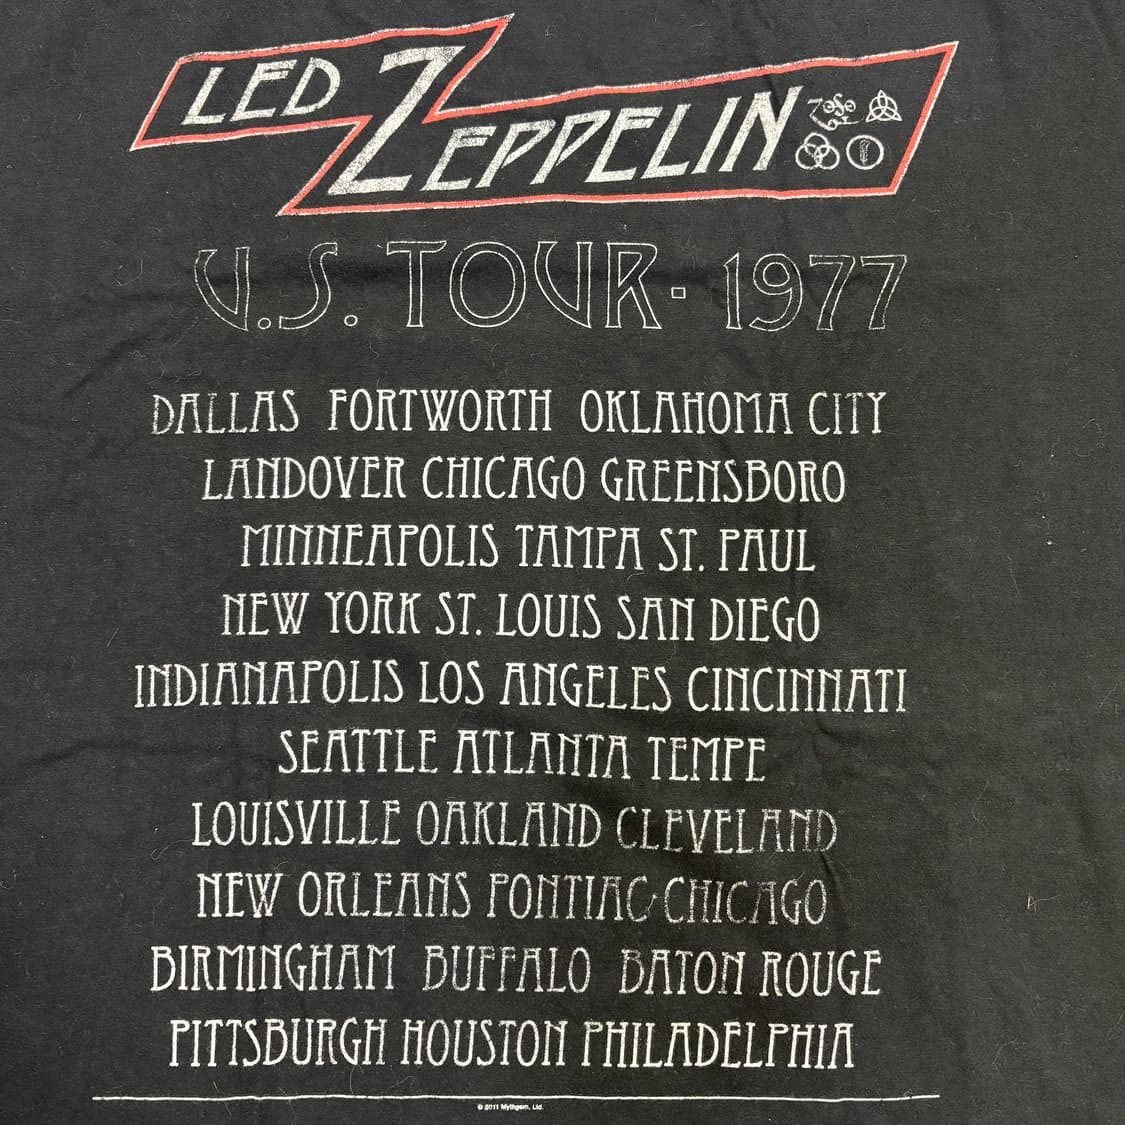 LED ZEPPELIN
U.S. TOUR · 1977
DALLAS FORTWORTH OKLAHOMA CITY
LANDOVER CHICAGO GREENSBORO
MINNEAPOLIS TAMPA ST. PAUL
NEW YORK ST. LOUIS SAN DIEGO
INDIANAPOLIS LOS ANGELES CINCINNATI
SEATTLE ATLANTA TEMPE
LOUISVILLE OAKLAND CLEVELAND
NEW ORLEANS PONTIAC CHICAGO
BIRMINGHAM BUFFALO BATON ROUGE
PITTSBURGH HOUSTON PHILADELPHIA
© 2011 Mythgem, Ltd.